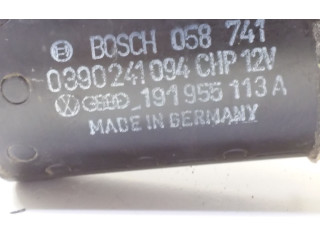 BOSCH 058 741
0390241094 CHP 12V
191 955 113 A
MADE IN GERMANY